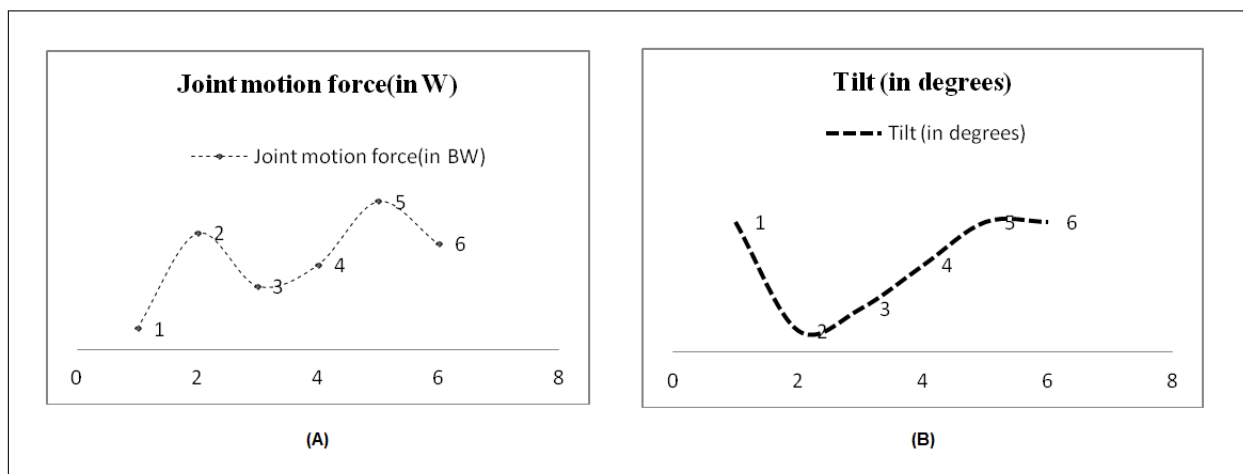 Joint motion force(in W)
Joint motion force(in BW)
5
2
6
4
3
1
0 2 4 6 8
(A)
Tilt (in degrees)
Tilt (in degrees)
1
5
6
4
3
2
0 2 4 6 8
(B)